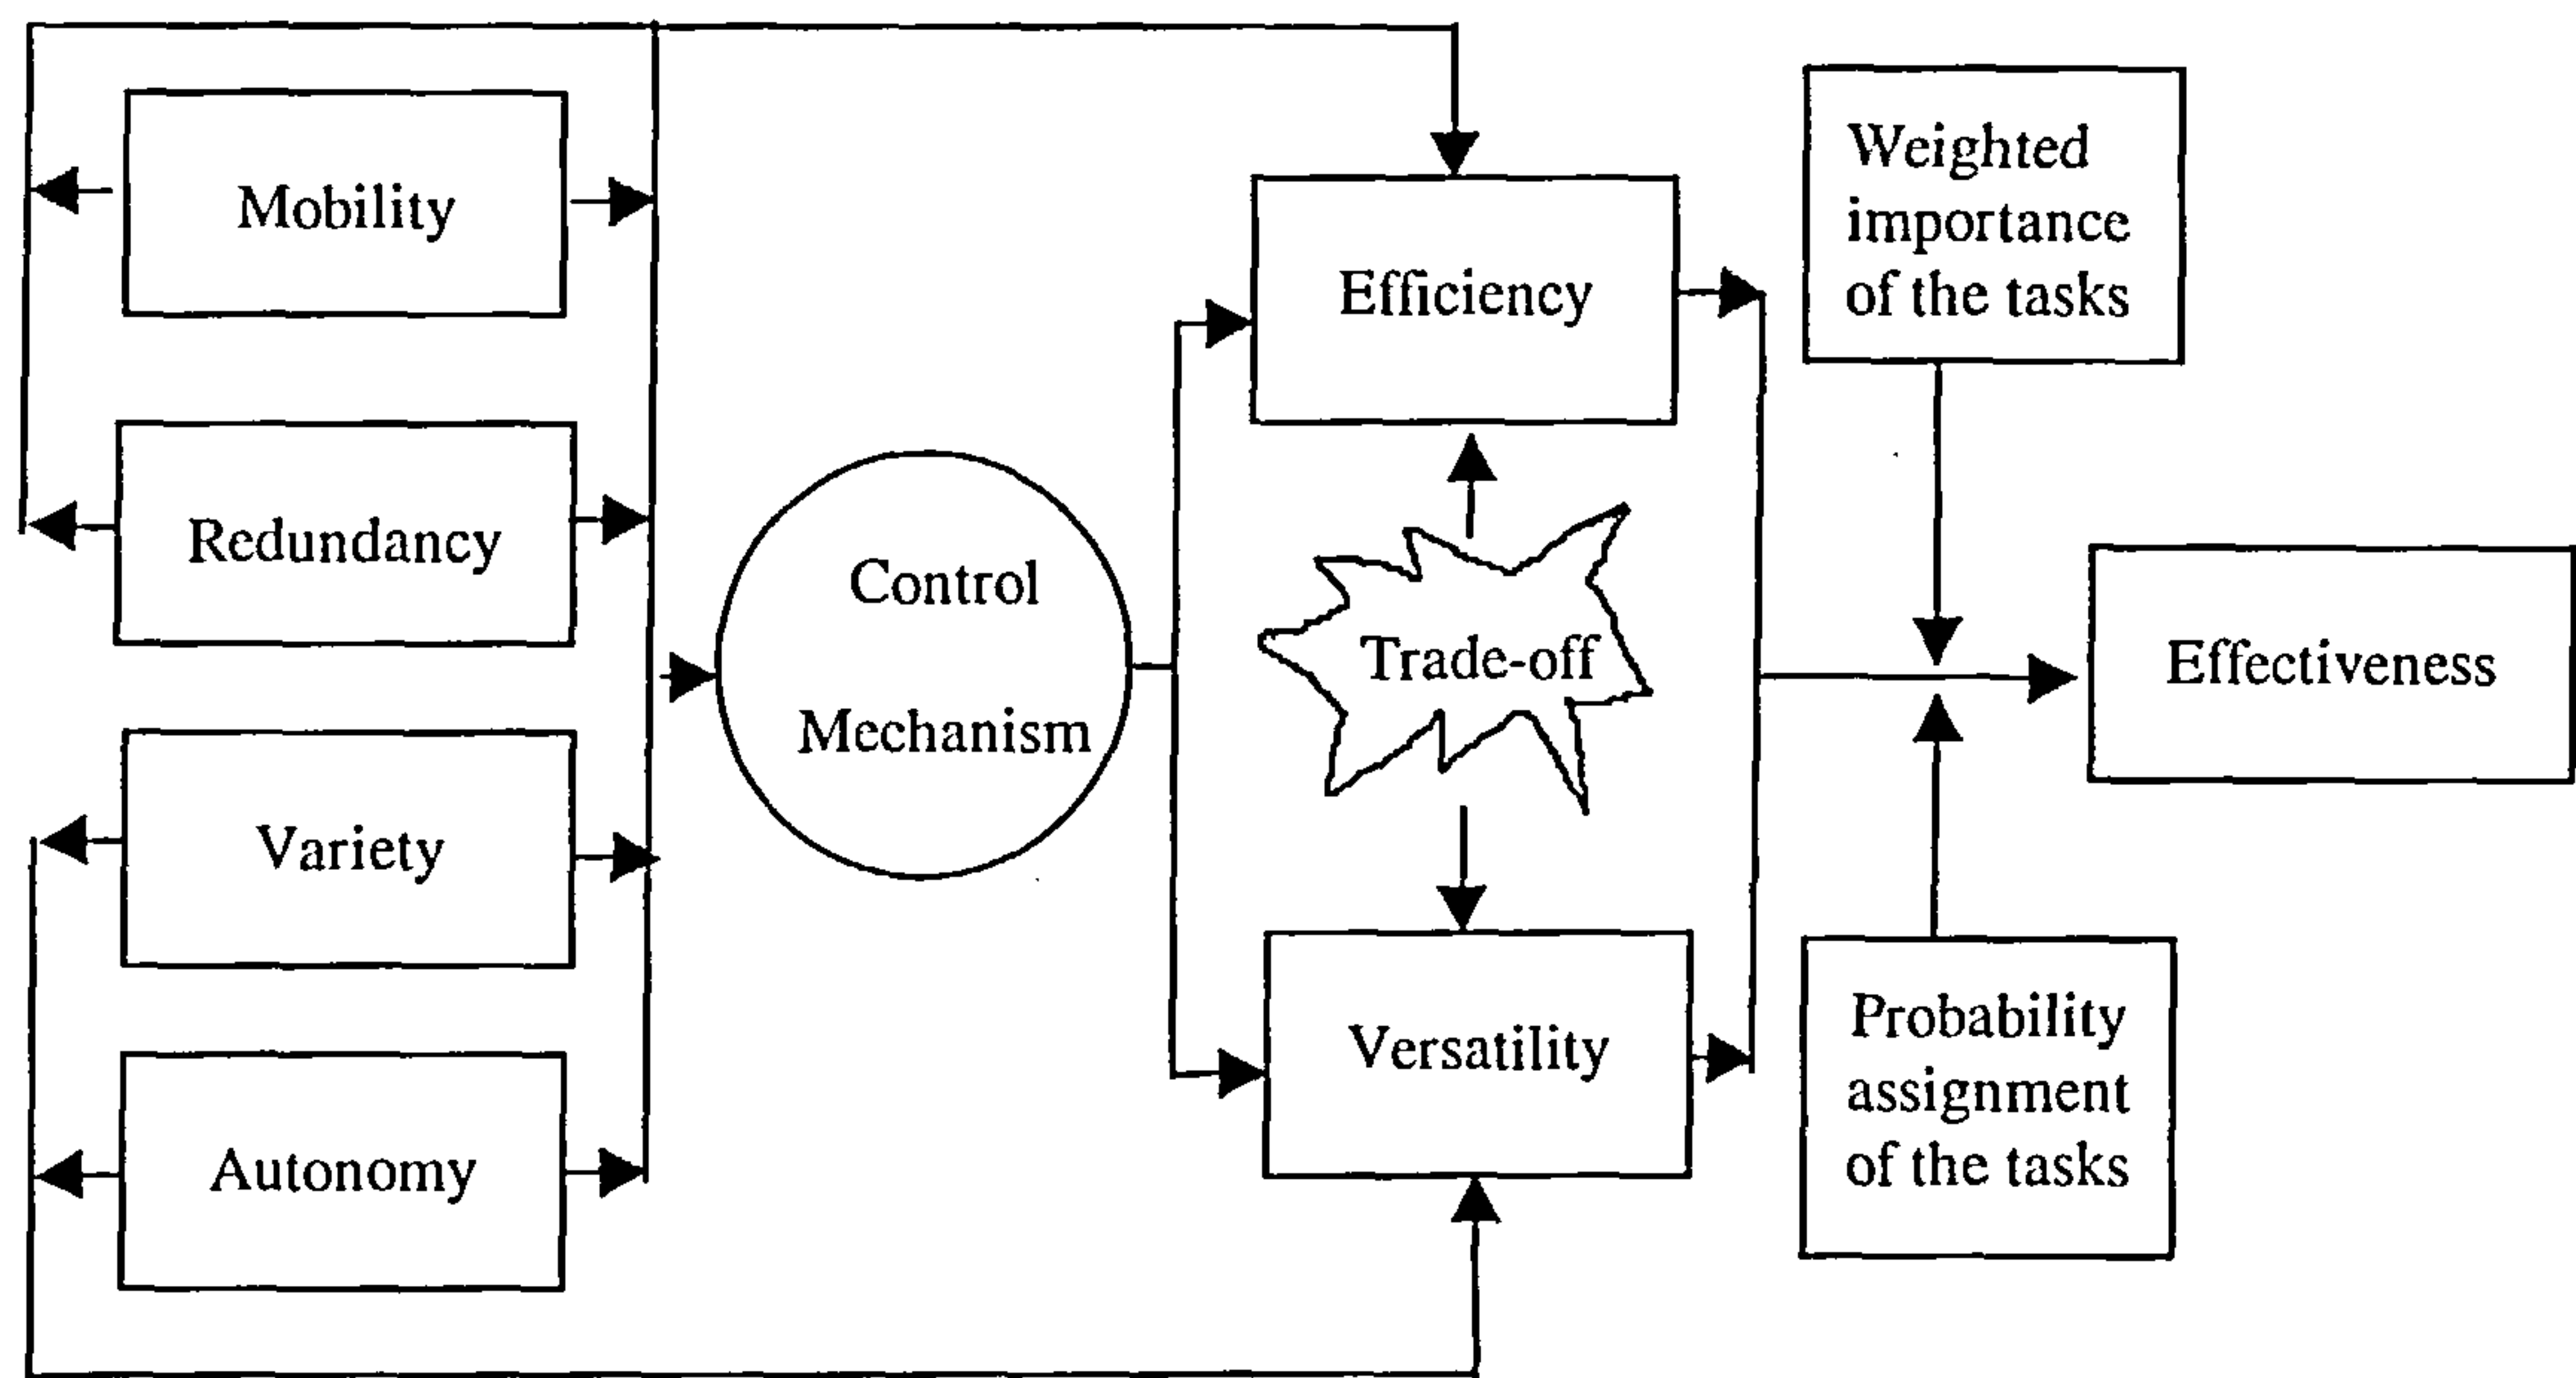 Mobility
Redundancy
Variety
Autonomy
Control
Mechanism
Efficiency
Trade-off
Versatility
Weighted
importance
of the tasks
Probability
assignment
of the tasks
Effectiveness